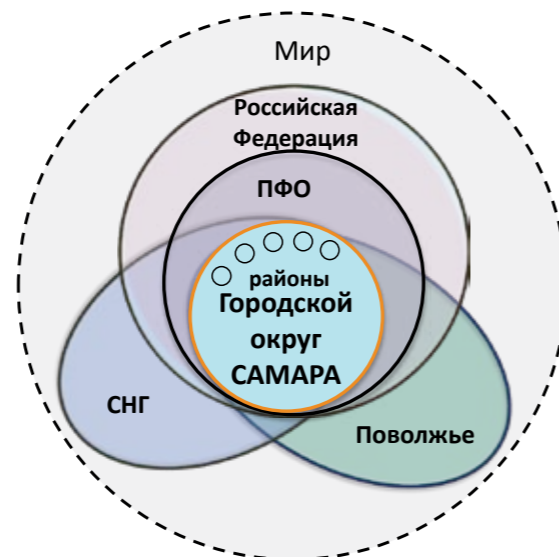 Мир
Российская
Федерация
ПФО
районы
Городской
округ
САМАРА
СНГ
Поволжье